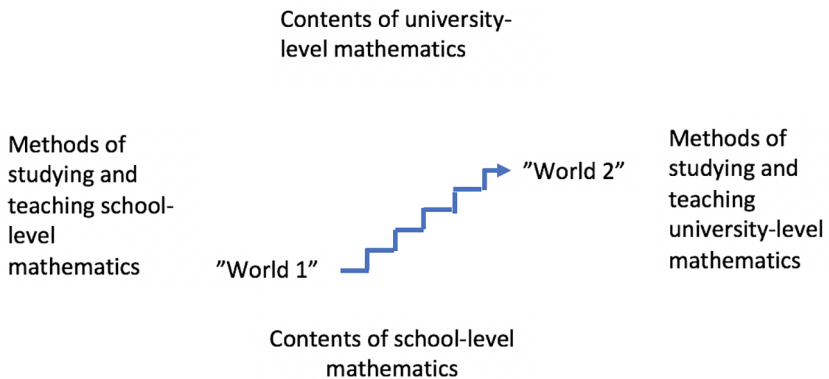 Contents of university-
level mathematics
Methods of
studying and
teaching school-
level
mathematics
”World 1”
”World 2”
Methods of
studying and
teaching
university-level
mathematics
Contents of school-level
mathematics